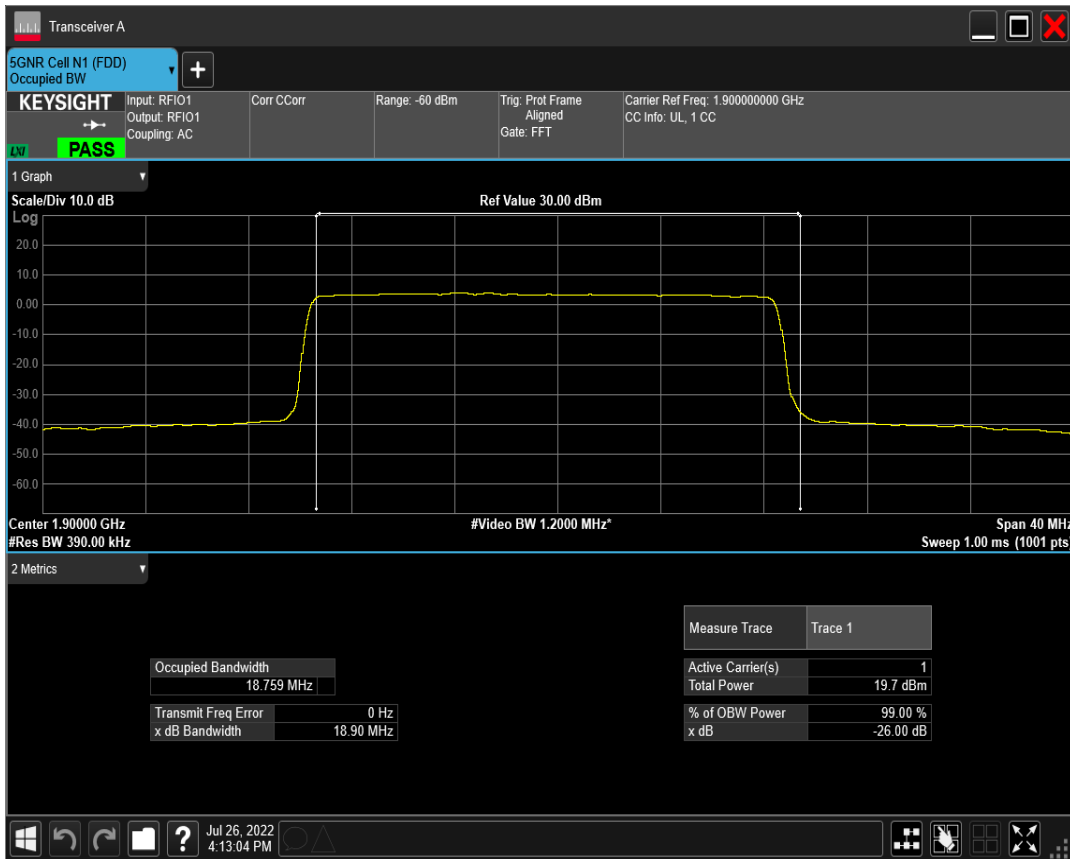 Transceiver A
5GNR Cell N1 (FDD)
Occupied BW
+
KEYSIGHT
LXI
PASS
Input: RFIO1
Output: RFIO1
Coupling: AC
Corr CCorr
Range: -60 dBm
Trig: Prot Frame
Aligned
Gate: FFT
Carrier Ref Freq: 1.900000000 GHz
CC Info: UL, 1 CC
1 Graph
Scale/Div 10.0 dB
Ref Value 30.00 dBm
Log
20.0
10.0
0.00
-10.0
-20.0
-30.0
-40.0
-50.0
-60.0
Center 1.90000 GHz
#Video BW 1.2000 MHz*
Span 40 MHz
#Res BW 390.00 kHz
Sweep 1.00 ms (1001 pts)
2 Metrics
Measure Trace Trace 1
Occupied Bandwidth
18.759 MHz
Active Carrier(s) 1
Total Power 19.7 dBm
Transmit Freq Error 0 Hz
x dB Bandwidth 18.90 MHz
% of OBW Power 99.00 %
x dB -26.00 dB
?
Jul 26, 2022
4:13:04 PM